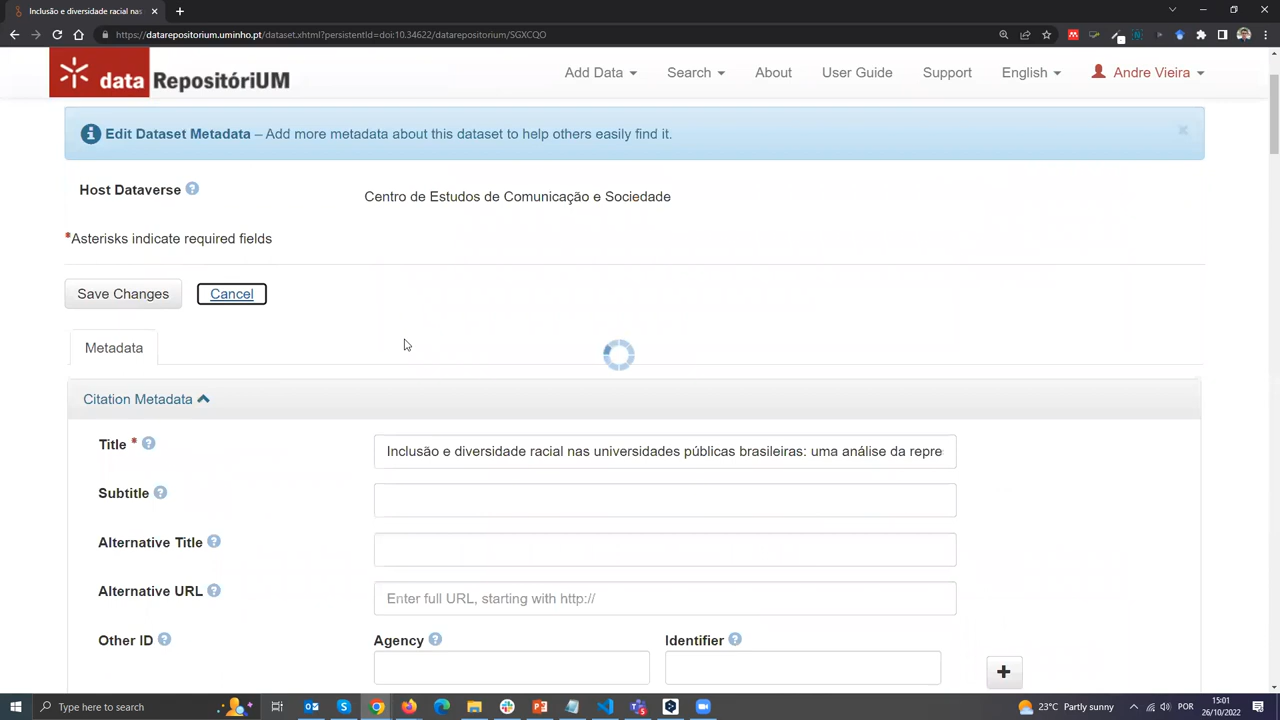 Inclusão e diversidade racial nas
https://datarepositorium.uminho.pt/dataset.xhtml?persistentId=doi:10.34622/datarepositorium/SGXCQO
data RepositóriUM
Add Data
Search
About
User Guide
Support
English
Andre Vieira
Edit Dataset Metadata – Add more metadata about this dataset to help others easily find it.
Host Dataverse
Centro de Estudos de Comunicação e Sociedade
*Asterisks indicate required fields
Save Changes
Cancel
Metadata
Citation Metadata
Title *
Inclusão e diversidade racial nas universidades públicas brasileiras: uma análise da repre
Subtitle
Alternative Title
Alternative URL
Enter full URL, starting with http://
Other ID
Agency
Identifier
Type here to search
23°C Partly sunny
POR
15:01
26/10/2022